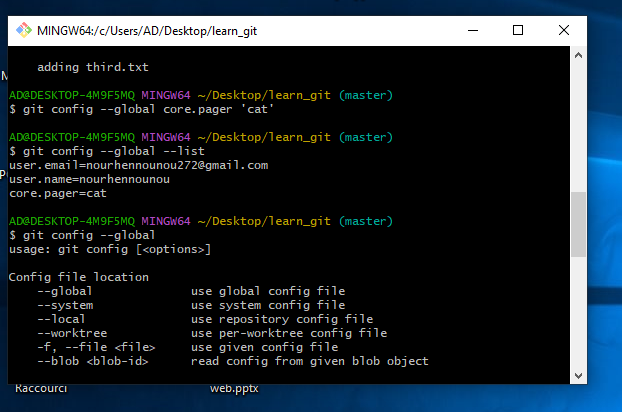 MINGW64:/c/Users/AD/Desktop/learn_git
adding third.txt
AD@DESKTOP-4M9F5MQ MINGW64 ~/Desktop/learn_git (master)
$ git config --global core.pager 'cat'
AD@DESKTOP-4M9F5MQ MINGW64 ~/Desktop/learn_git (master)
$ git config --global --list
user.email=nourhennounou272@gmail.com
user.name=nourhennounou
core.pager=cat
AD@DESKTOP-4M9F5MQ MINGW64 ~/Desktop/learn_git (master)
$ git config --global
usage: git config [<options>]
Config file location
--global use global config file
--system use system config file
--local use repository config file
--worktree use per-worktree config file
-f, --file <file> use given config file
--blob <blob-id> read config from given blob object
Raccourci web.pptx